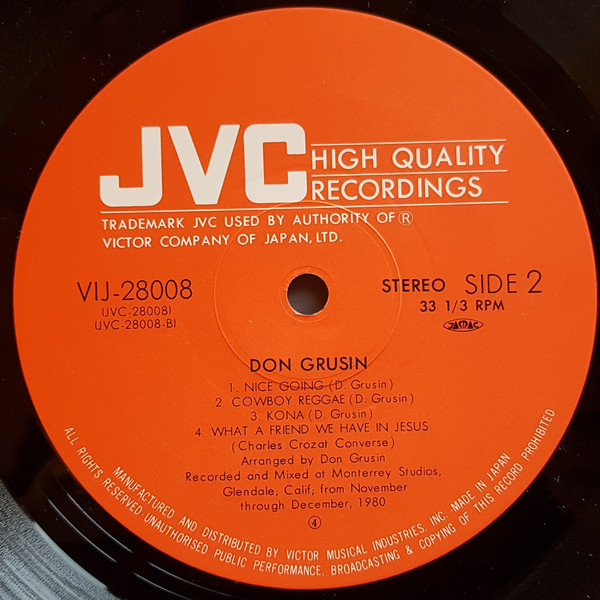 JVC HIGH QUALITY
RECORDINGS
TRADEMARK JVC USED BY AUTHORITY OF Ⓡ
VICTOR COMPANY OF JAPAN, LTD.
VIJ-28008
(JVC-28008)
(JVC-28008-B)
STEREO SIDE 2
33 1/3 RPM
JASRAC
DON GRUSIN
1. NICE GOING (D. Grusin)
2 COWBOY REGGAE (D. Grusin)
3. KONA (D. Grusin)
4 WHAT A FRIEND WE HAVE IN JESUS
(Charles Crozat Converse)
Arranged by Don Grusin
Recorded and Mixed at Monterrey Studios,
Glendale, Calif; from November
through December, 1980
④
MANUFACTURED AND DISTRIBUTED BY VICTOR MUSICAL INDUSTRIES, INC. MADE IN JAPAN
ALL RIGHTS RESERVED UNAUTHORISED PUBLIC PERFORMANCE, BROADCASTING & COPYING OF THIS RECORD PROHIBITED